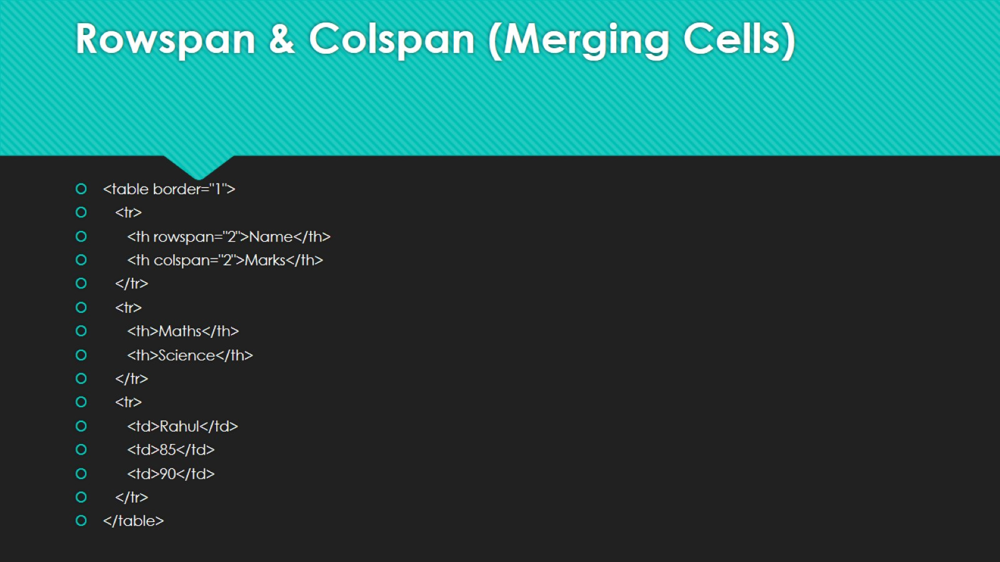 Rowspan & Colspan (Merging Cells)
<table border="1">
<tr>
<th rowspan="2">Name</th>
<th colspan="2">Marks</th>
</tr>
<tr>
<th>Maths</th>
<th>Science</th>
</tr>
<tr>
<td>Rahul</td>
<td>85</td>
<td>90</td>
</tr>
</table>